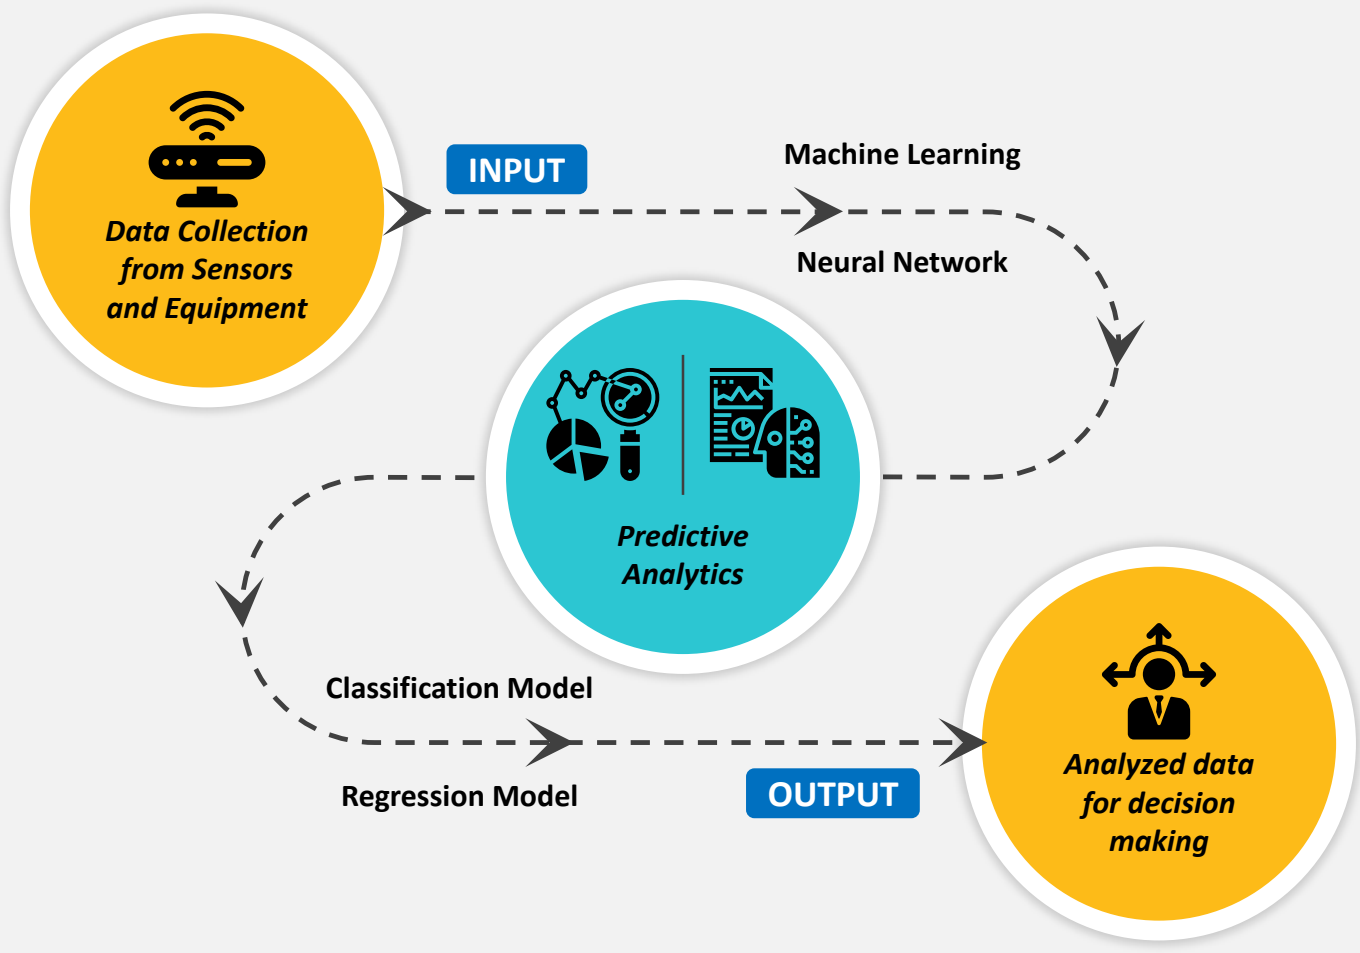 Data Collection
from Sensors
and Equipment
INPUT
Machine Learning
Neural Network
Predictive
Analytics
Classification Model
Regression Model
OUTPUT
Analyzed data
for decision
making